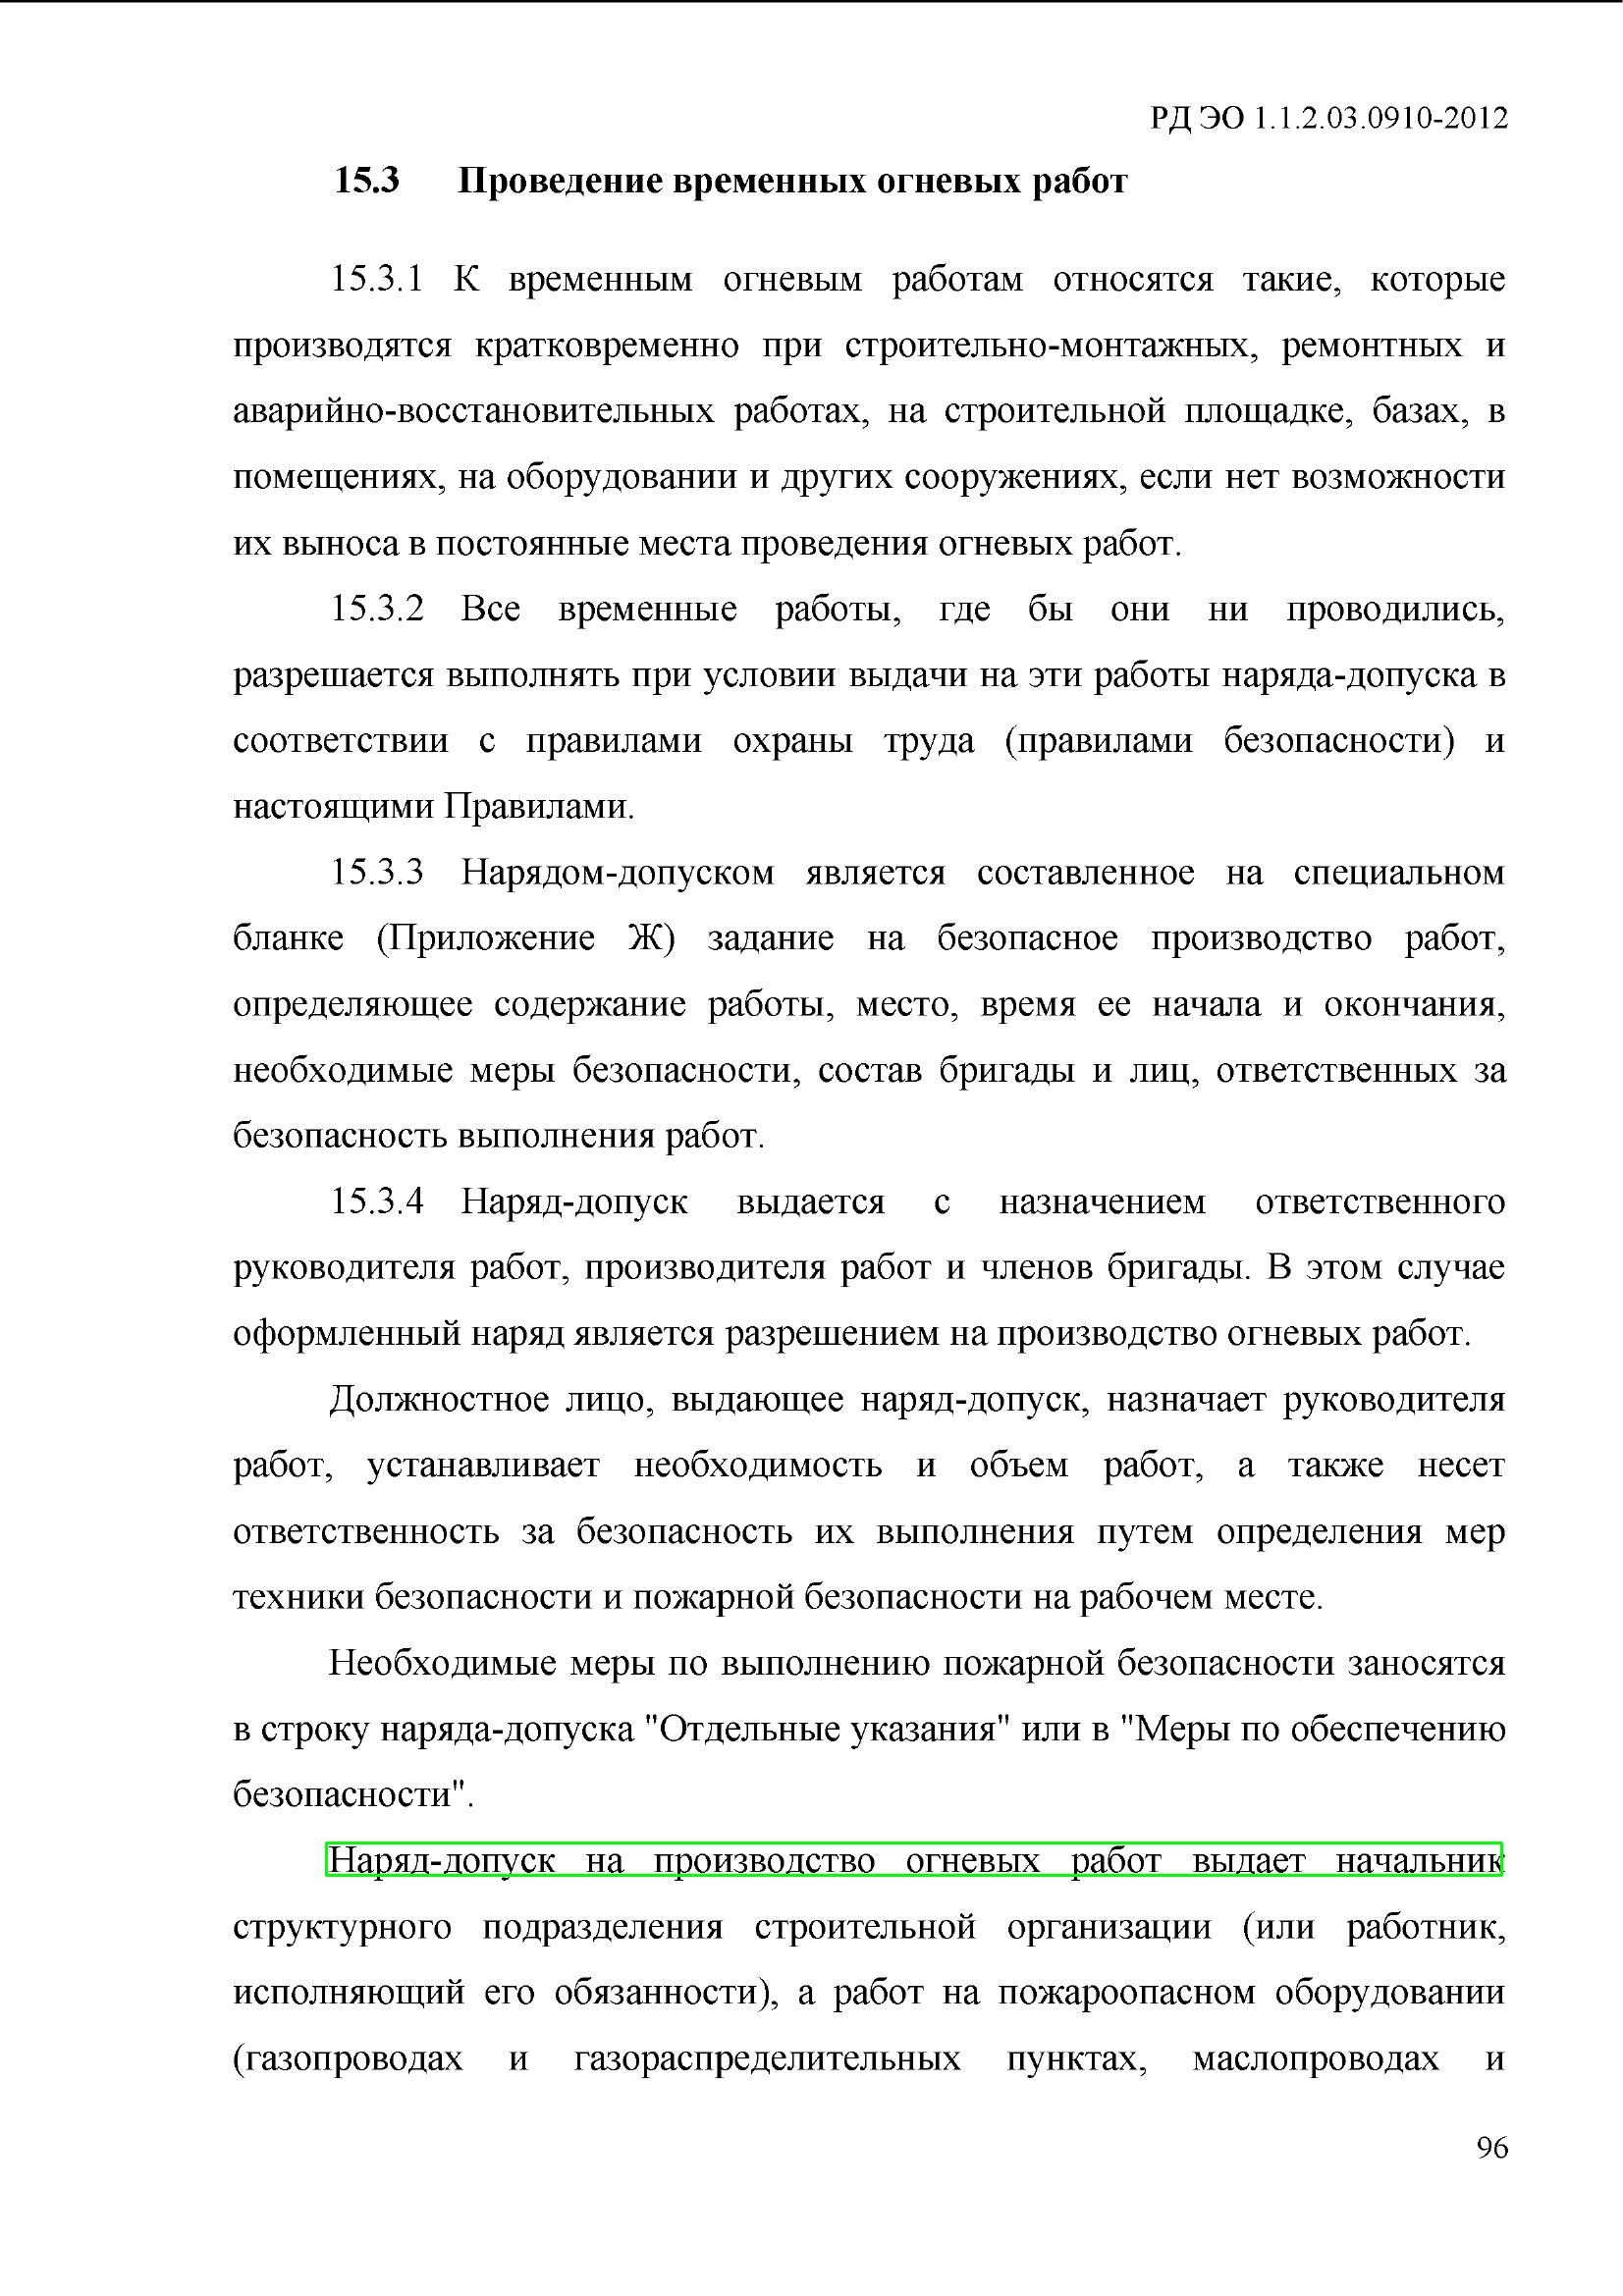 РД ЭО 1.1.2.03.0910-2012
15.3 Проведение временных огневых работ
15.3.1 К временным огневым работам относятся такие, которые
производятся кратковременно при строительно-монтажных, ремонтных и
аварийно-восстановительных работах, на строительной площадке, базах, в
помещениях, на оборудовании и других сооружениях, если нет возможности
их выноса в постоянные места проведения огневых работ.
15.3.2 Все временные работы, где бы они ни проводились,
разрешается выполнять при условии выдачи на эти работы наряда-допуска в
соответствии с правилами охраны труда (правилами безопасности) и
настоящими Правилами.
15.3.3 Нарядом-допуском является составленное на специальном
бланке (Приложение Ж) задание на безопасное производство работ,
определяющее содержание работы, место, время ее начала и окончания,
необходимые меры безопасности, состав бригады и лиц, ответственных за
безопасность выполнения работ.
15.3.4 Наряд-допуск выдается с назначением ответственного
руководителя работ, производителя работ и членов бригады. В этом случае
оформленный наряд является разрешением на производство огневых работ.
Должностное лицо, выдающее наряд-допуск, назначает руководителя
работ, устанавливает необходимость и объем работ, а также несет
ответственность за безопасность их выполнения путем определения мер
техники безопасности и пожарной безопасности на рабочем месте.
Необходимые меры по выполнению пожарной безопасности заносятся
в строку наряда-допуска "Отдельные указания" или в "Меры по обеспечению
безопасности".
Наряд-допуск на производство огневых работ выдает начальник
структурного подразделения строительной организации (или работник,
исполняющий его обязанности), а работ на пожароопасном оборудовании
(газопроводах и газораспределительных пунктах, маслопроводах и
96